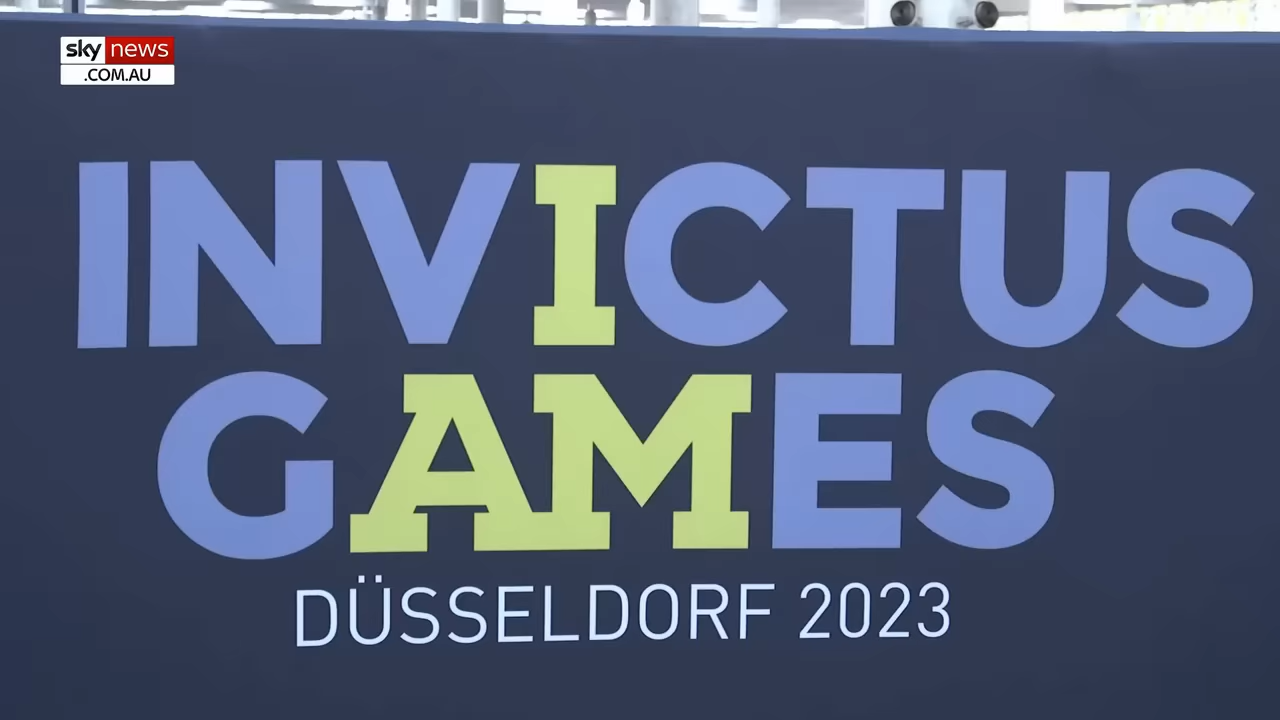 sky news
.COM.AU
INVICTUS
GAMES
DÜSSELDORF 2023